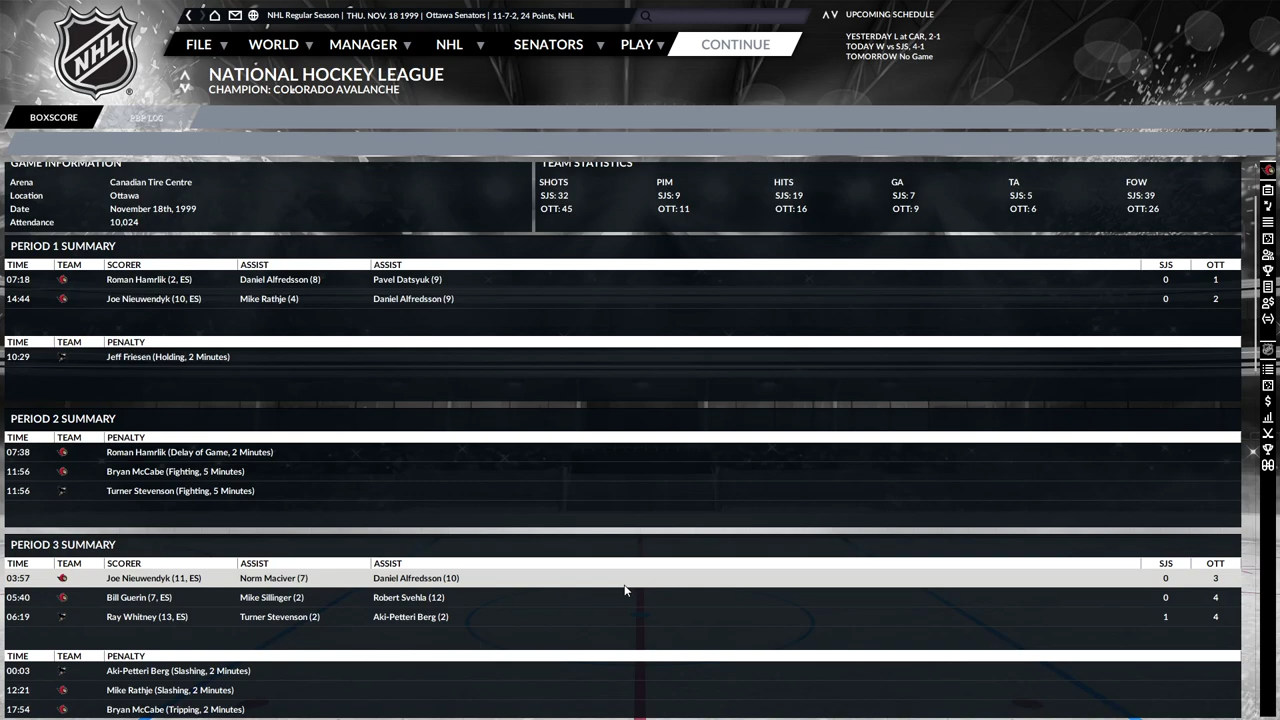 NHL Regular Season | THU. NOV. 18 1999 | Ottawa Senators | 11-7-2, 24 Points, NHL
UPCOMING SCHEDULE
YESTERDAY L at CAR, 2-1
TODAY W vs SJS, 4-1
TOMORROW No Game
NHL
FILE WORLD MANAGER NHL SENATORS PLAY CONTINUE
NATIONAL HOCKEY LEAGUE
CHAMPION: COLORADO AVALANCHE
BOXSCORE PBP LOG
GAME INFORMATION
Arena Canadian Tire Centre
Location Ottawa
Date November 18th, 1999
Attendance 10,024
TEAM STATISTICS
SHOTS PIM HITS GA TA FOW
SJS: 32 SJS: 9 SJS: 19 SJS: 7 SJS: 5 SJS: 39
OTT: 45 OTT: 11 OTT: 16 OTT: 9 OTT: 6 OTT: 26
PERIOD 1 SUMMARY
TIME TEAM SCORER ASSIST ASSIST SJS OTT
07:18 Roman Hamrlik (2, ES) Daniel Alfredsson (8) Pavel Datsyuk (9) 0 1
14:44 Joe Nieuwendyk (10, ES) Mike Rathje (4) Daniel Alfredsson (9) 0 2
TIME TEAM PENALTY
10:29 Jeff Friesen (Holding, 2 Minutes)
PERIOD 2 SUMMARY
TIME TEAM PENALTY
07:38 Roman Hamrlik (Delay of Game, 2 Minutes)
11:56 Bryan McCabe (Fighting, 5 Minutes)
11:56 Turner Stevenson (Fighting, 5 Minutes)
PERIOD 3 SUMMARY
TIME TEAM SCORER ASSIST ASSIST SJS OTT
03:57 Joe Nieuwendyk (11, ES) Norm Maciver (7) Daniel Alfredsson (10) 0 3
05:40 Bill Guerin (7, ES) Mike Sillinger (2) Robert Svehla (12) 0 4
06:19 Ray Whitney (13, ES) Turner Stevenson (2) Aki-Petteri Berg (2) 1 4
TIME TEAM PENALTY
00:03 Aki-Petteri Berg (Slashing, 2 Minutes)
12:21 Mike Rathje (Slashing, 2 Minutes)
17:54 Bryan McCabe (Tripping, 2 Minutes)